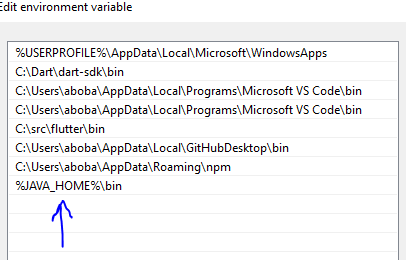 Edit environment variable
%USERPROFILE%\AppData\Local\Microsoft\WindowsApps
C:\Dart\dart-sdk\bin
C:\Users\aboba\AppData\Local\Programs\Microsoft VS Code\bin
C:\Users\aboba\AppData\Local\Programs\Microsoft VS Code\bin
C:\src\flutter\bin
C:\Users\aboba\AppData\Local\GitHubDesktop\bin
C:\Users\aboba\AppData\Roaming\npm
%JAVA_HOME%\bin